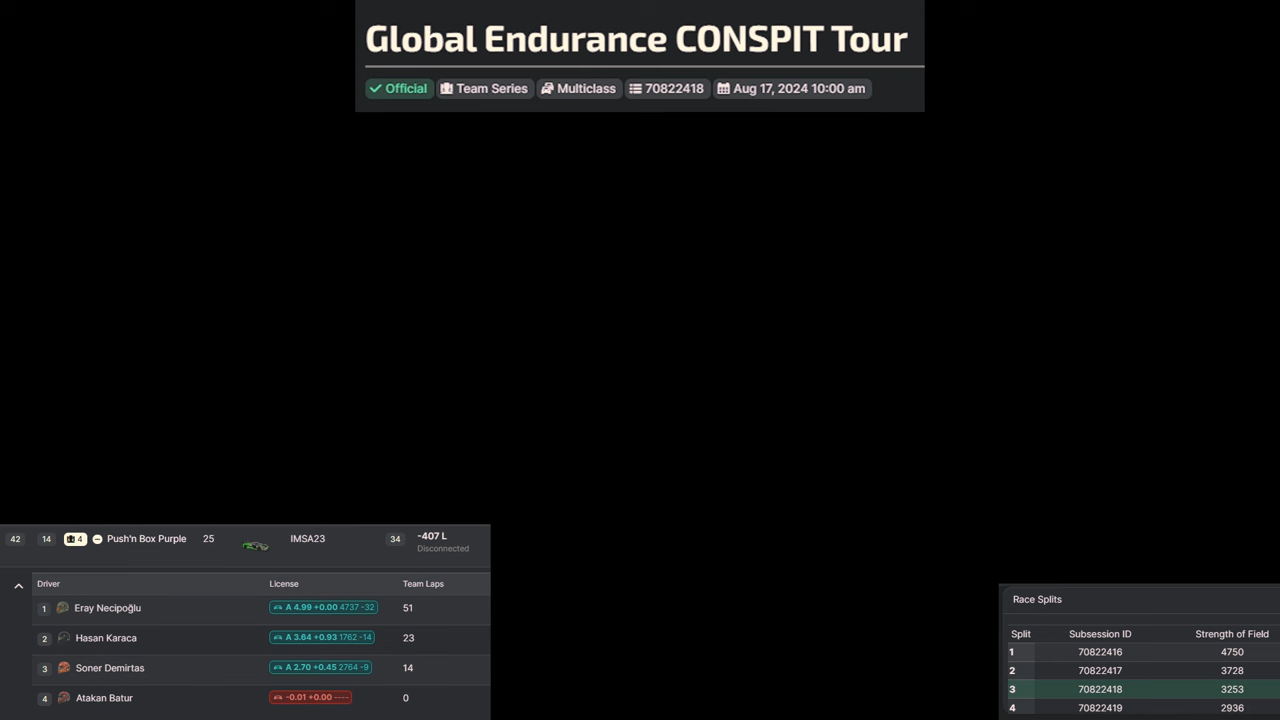 Global Endurance CONSPIT Tour
Official Team Series Multiclass 70822418 Aug 17, 2024 10:00 am
42 14 4 Push'n Box Purple 25 IMSA23 34 -407 L
Disconnected
Driver License Team Laps
1 Eray Necipoğlu A 4.99 +0.00 4737 -32 51
2 Hasan Karaca A 3.64 +0.93 1762 -14 23
3 Soner Demirtas A 2.70 +0.45 2764 -9 14
4 Atakan Batur -0.01 +0.00 ---- 0
Race Splits
Split Subsession ID Strength of Field
1 70822416 4750
2 70822417 3728
3 70822418 3253
4 70822419 2936